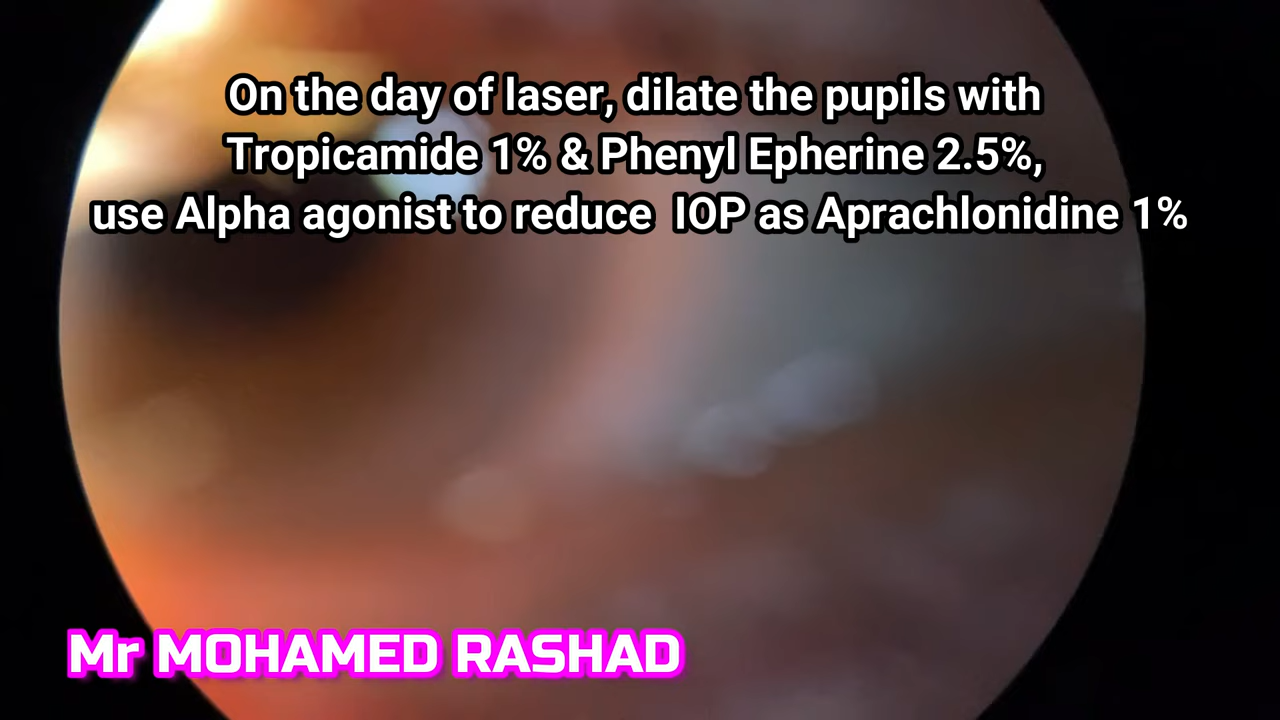 On the day of laser, dilate the pupils with
Tropicamide 1% & Phenyl Epherine 2.5%,
use Alpha agonist to reduce IOP as Aprachlonidine 1%
Mr MOHAMED RASHAD